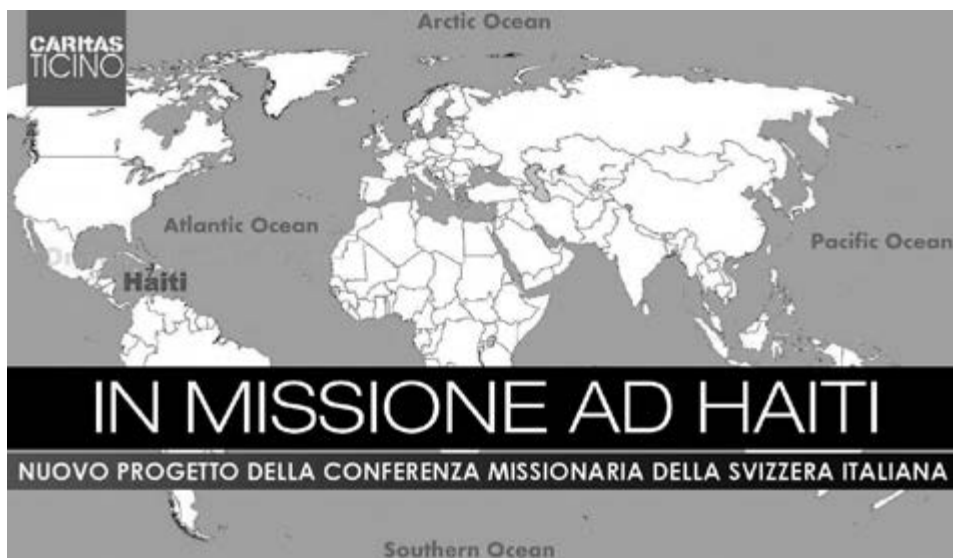 Arctic Ocean
CARITAS
TICINO
Atlantic Ocean
Pacific Ocean
Haiti
IN MISSIONE AD HAITI
NUOVO PROGETTO DELLA CONFERENZA MISSIONARIA DELLA SVIZZERA ITALIANA
Southern Ocean